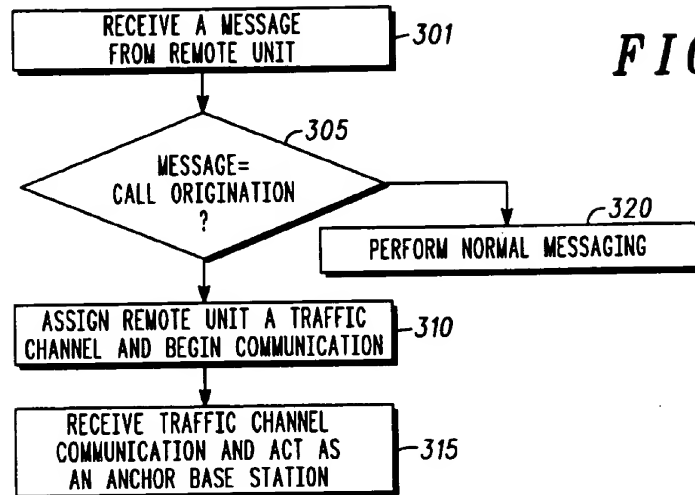 RECEIVE A MESSAGE
FROM REMOTE UNIT
301
FIG
305
MESSAGE=
CALL ORIGINATION
?
320
PERFORM NORMAL MESSAGING
ASSIGN REMOTE UNIT A TRAFFIC
CHANNEL AND BEGIN COMMUNICATION
310
RECEIVE TRAFFIC CHANNEL
COMMUNICATION AND ACT AS
AN ANCHOR BASE STATION
315